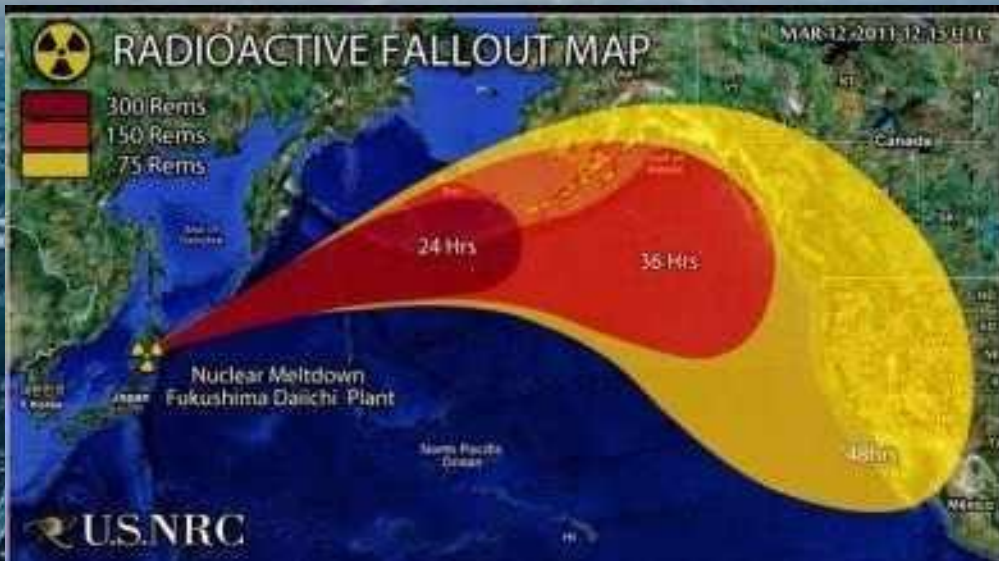 RADIOACTIVE FALLOUT MAP
MAR 12 2011 12:15 UTC
300 Rems
150 Rems
.75 Rems
Canada
24 Hrs
36 Hrs
Nuclear Meltdown
Fukushima Daiichi Plant
Japan
North Pacific
Ocean
48hrs
México
U.S.NRC